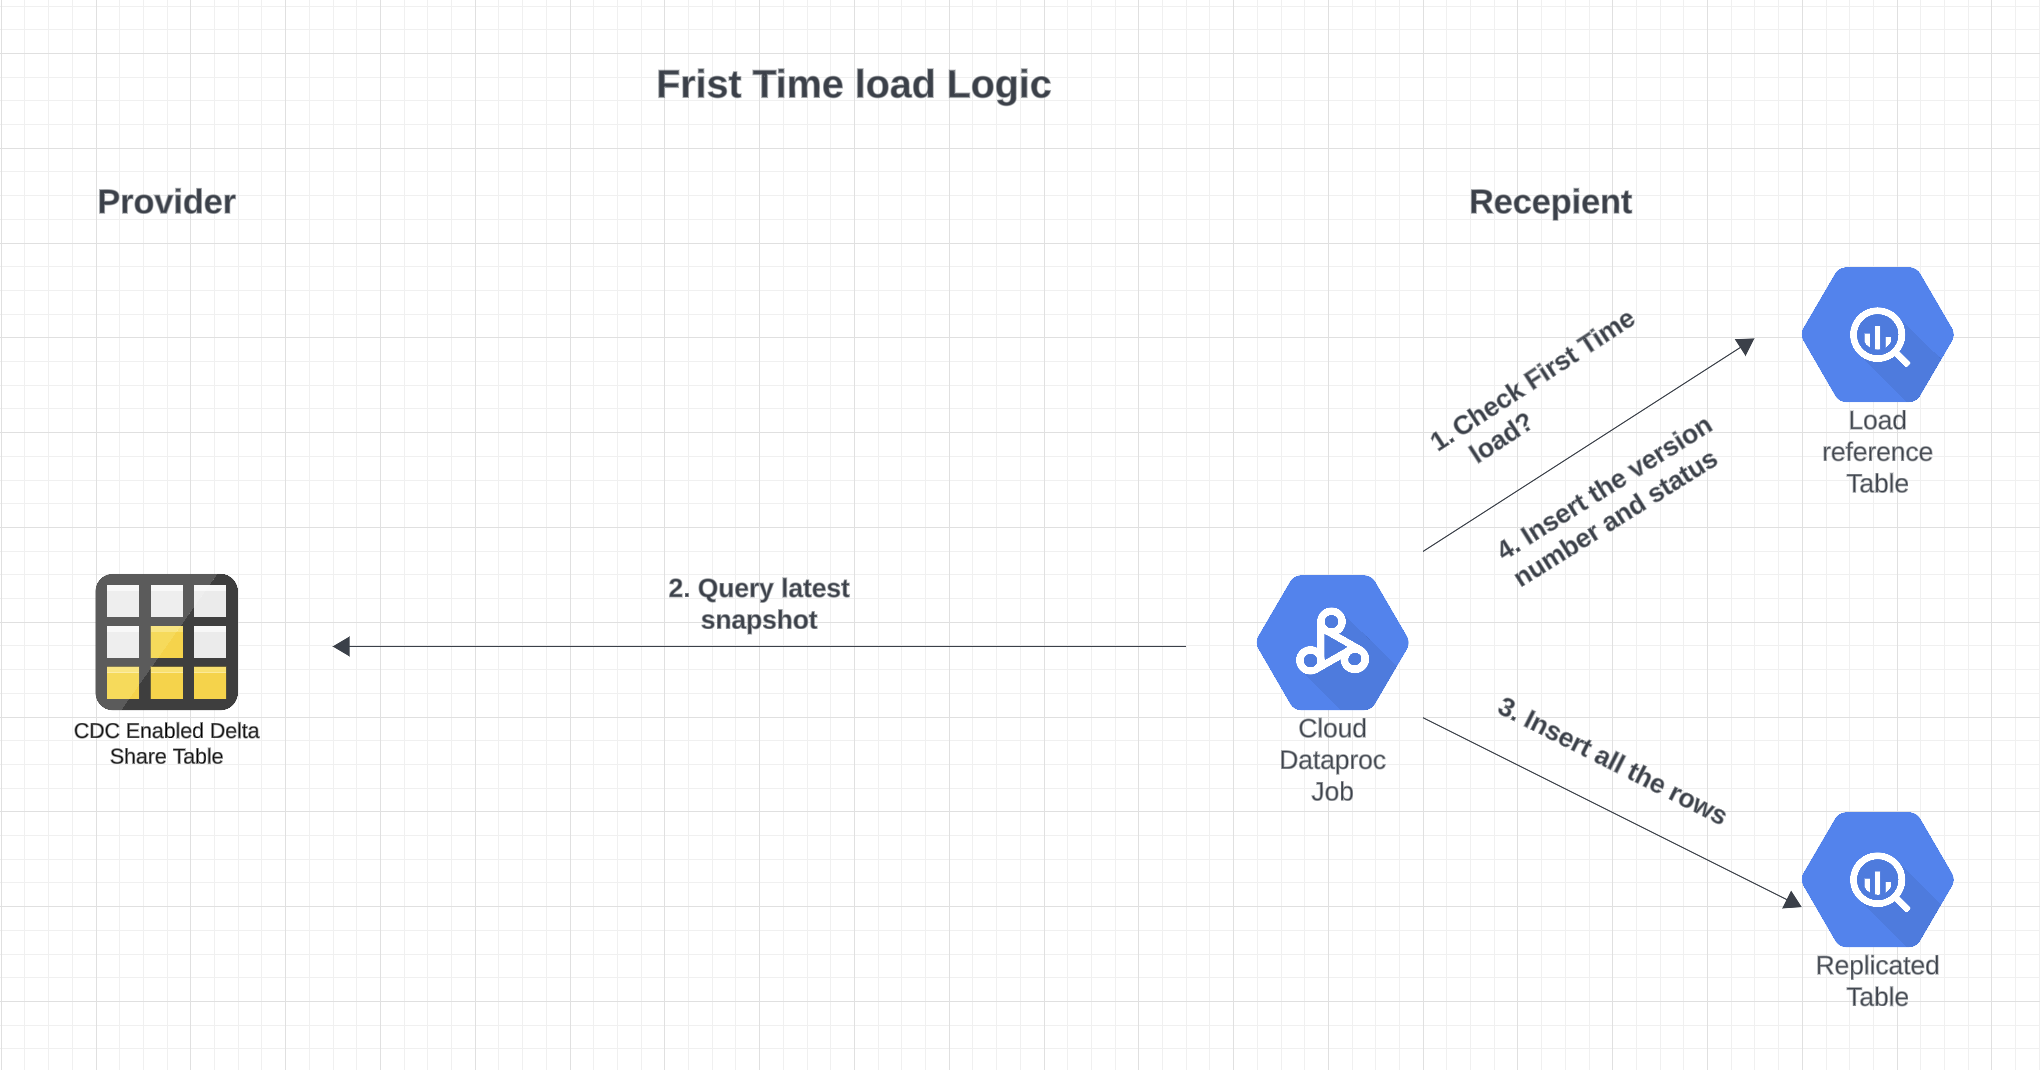 Frist Time load Logic
Provider
Recepient
1. Check First Time
load?
Load
reference
Table
4. Insert the version
number and status
2. Query latest
snapshot
CDC Enabled Delta
Share Table
Cloud
Dataproc
Job
3. Insert all the rows
Replicated
Table